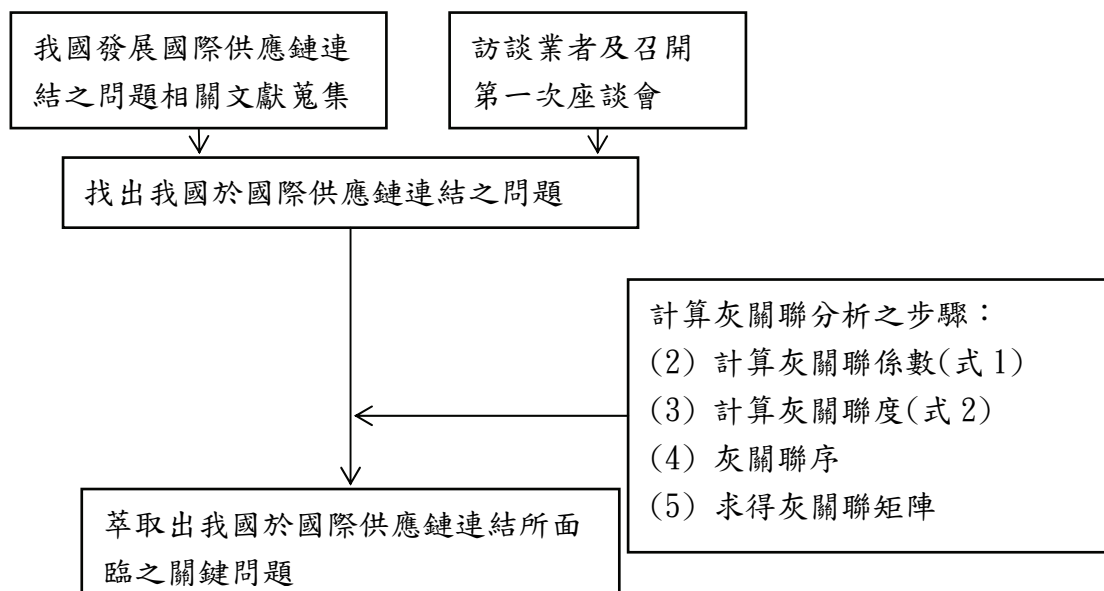 我國發展國際供應鏈連
結之問題相關文獻蒐集
訪談業者及召開
第一次座談會
找出我國於國際供應鏈連結之問題
計算灰關聯分析之步驟：
(2) 計算灰關聯係數(式 1)
(3) 計算灰關聯度(式 2)
(4) 灰關聯序
(5) 求得灰關聯矩陣
萃取出我國於國際供應鏈連結所面
臨之關鍵問題